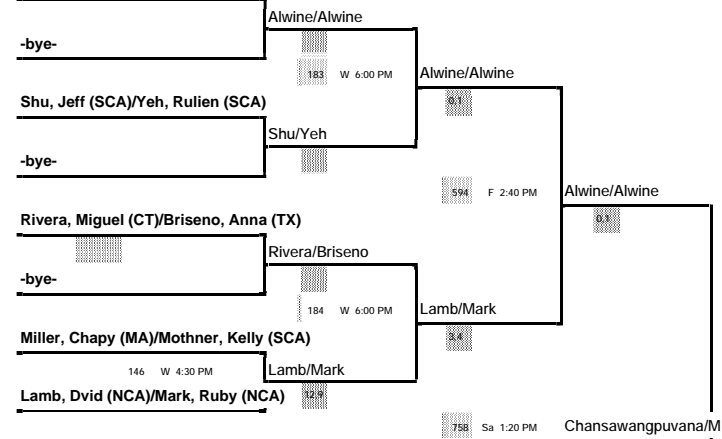 Alwine/Alwine
-bye-
183 W 6:00 PM
Alwine/Alwine
0,1
Shu, Jeff (SCA)/Yeh, Rulien (SCA)
Shu/Yeh
-bye-
594 F 2:40 PM
Alwine/Alwine
0,1
Rivera, Miguel (CT)/Briseno, Anna (TX)
Rivera/Briseno
-bye-
184 W 6:00 PM
Lamb/Mark
3,4
Miller, Chapy (MA)/Mothner, Kelly (SCA)
146 W 4:30 PM
Lamb/Mark
Lamb, Dvid (NCA)/Mark, Ruby (NCA)
12,9
758 Sa 1:20 PM
Chansawangpuvana/M